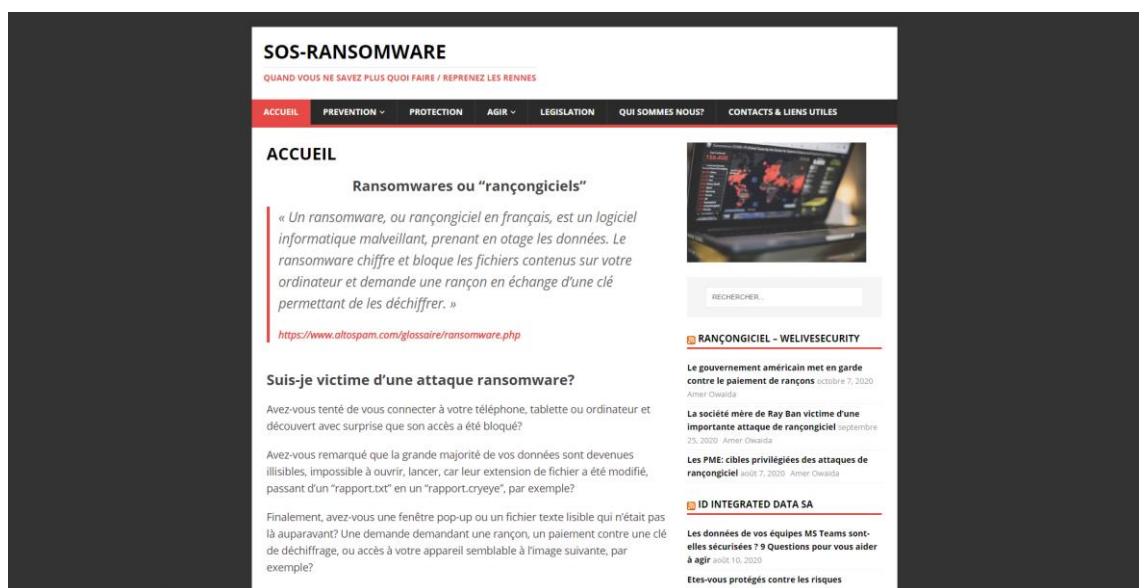 SOS-RANSOMWARE
QUAND VOUS NE SAVEZ PLUS QUOI FAIRE / REPRENEZ LES RENNES
ACCUEIL PREVENTION PROTECTION AGIR LEGISLATION QUI SOMMES NOUS? CONTACTS & LIENS UTILES
ACCUEIL
Ransomwares ou “rançongiciels”
« Un ransomware, ou rançongiciel en français, est un logiciel
informatique malveillant, prenant en otage les données. Le
ransomware chiffre et bloque les fichiers contenus sur votre
ordinateur et demande une rançon en échange d’une clé
permettant de les déchiffrer. »
https://www.altospam.com/glossaire/ransomware.php
Suis-je victime d’une attaque ransomware?
Avez-vous tenté de vous connecter à votre téléphone, tablette ou ordinateur et
découvert avec surprise que son accès a été bloqué?
Avez-vous remarqué que la grande majorité de vos données sont devenues
illisibles, impossible à ouvrir, lancer, car leur extension de fichier a été modifié,
passant d’un “rapport.txt” en un “rapport.cryeye”, par exemple?
Finalement, avez-vous une fenêtre pop-up ou un fichier texte lisible qui n’était pas
là auparavant? Une demande demandant une rançon, un paiement contre une clé
de déchiffrage, ou accès à votre appareil semblable à l’image suivante, par
exemple?
RECHERCHER...
RANÇONGICIEL – WELIVESECURITY
Le gouvernement américain met en garde
contre le paiement de rançons octobre 7, 2020
Amer Owaida
La société mère de Ray Ban victime d’une
importante attaque de rançongiciel septembre
25, 2020 Amer Owaida
Les PME: cibles privilégiées des attaques de
rançongiciel août 7, 2020 Amer Owaida
ID INTEGRATED DATA SA
Les données de vos équipes MS Teams sont-
elles sécurisées ? 9 Questions pour vous aider
à agir août 10, 2020
Etes-vous protégés contre les risques